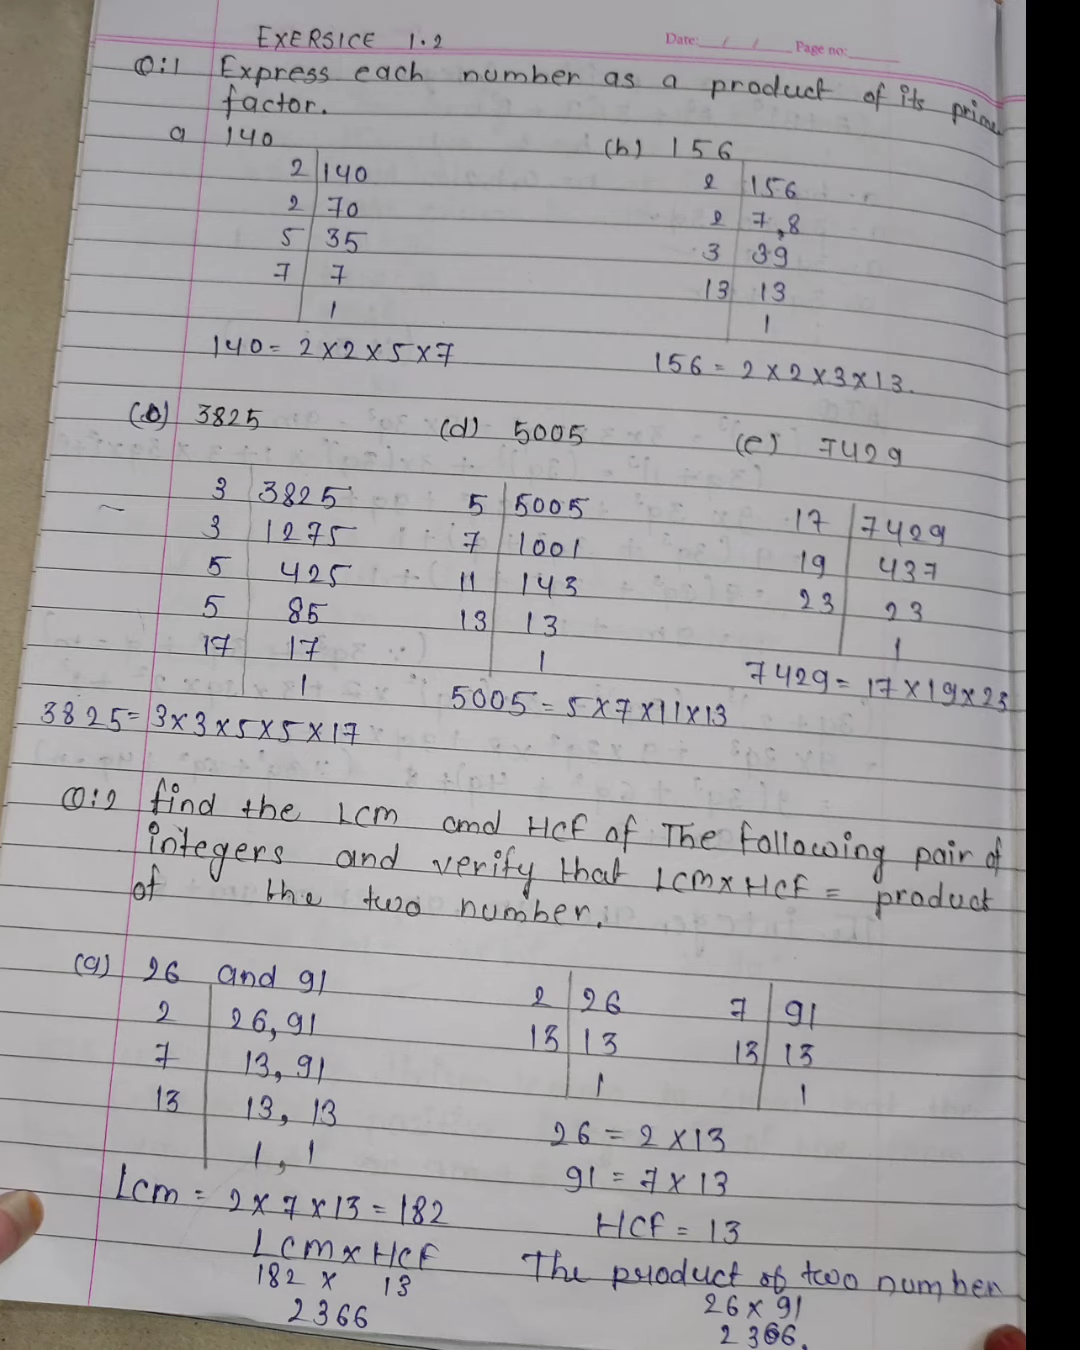 EXERSICE 1.2
Date: / / Page no:
Q:1 Express each number as a product of its prime
factor.
a 140 (b) 156
2 140 2 156
2 70 2 7,8
5 35 3 39
7 7 13 13
1 1
140 = 2×2×5×7 156 = 2×2×3×13.
3825 (d) 5005 (e) 7429
3 3825 5 5005 17 7429
3 1275 7 1001 19 437
5 425 11 143 23 23
5 85 13 13 1
17 17 1 7429 = 17×19×23
1 5005 = 5×7×11×13
3825 = 3×3×5×5×17
Q:2 find the Lcm and HCF of The following pair of
integers and verify that LCM×HCF = product
of the two number.
(a) 26 and 91 2 26 7 91
2 26, 91 13 13 13 13
7 13, 91 1 1
13 13, 13 26 = 2×13
1, 1 91 = 7×13
Lcm = 2×7×13 = 182 HCF = 13
Lcm×HCF The product of two number
182 × 13 26×91
2366 2366.